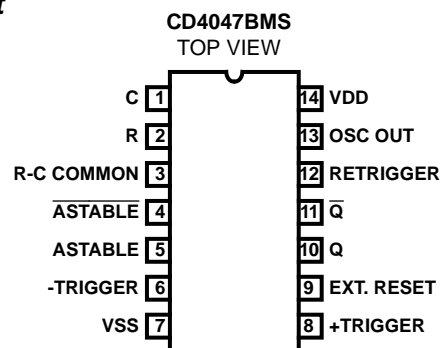 CD4047BMS
TOP VIEW
C 1 14 VDD
R 2 13 OSC OUT
R-C COMMON 3 12 RETRIGGER
A̅S̅T̅A̅B̅L̅E̅ 4 11 Q̅
ASTABLE 5 10 Q
-TRIGGER 6 9 EXT. RESET
VSS 7 8 +TRIGGER